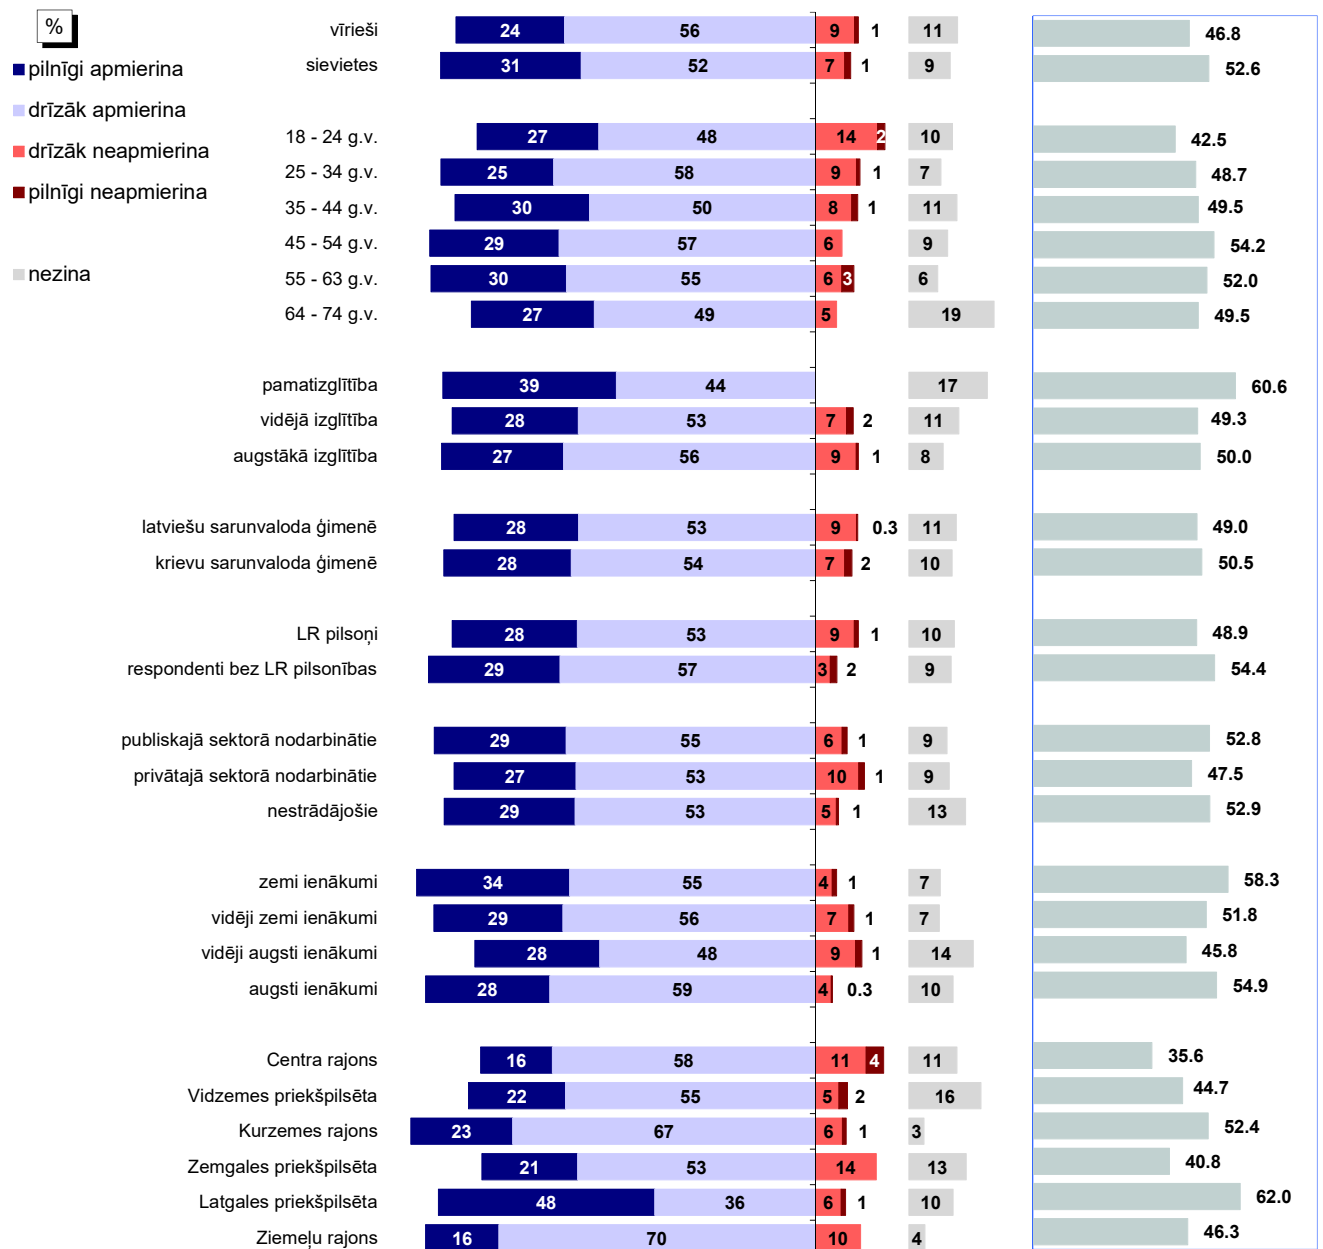 %
pilnīgi apmierina
drīzāk apmierina
drīzāk neapmierina
pilnīgi neapmierina
nezina
vīrieši 24 56 9 1 11 46.8
sievietes 31 52 7 1 9 52.6
18 - 24 g.v. 27 48 14 2 10 42.5
25 - 34 g.v. 25 58 9 1 7 48.7
35 - 44 g.v. 30 50 8 1 11 49.5
45 - 54 g.v. 29 57 6 9 54.2
55 - 63 g.v. 30 55 6 3 6 52.0
64 - 74 g.v. 27 49 5 19 49.5
pamatizglītība 39 44 17 60.6
vidējā izglītība 28 53 7 2 11 49.3
augstākā izglītība 27 56 9 1 8 50.0
latviešu sarunvaloda ģimenē 28 53 9 0.3 11 49.0
krievu sarunvaloda ģimenē 28 54 7 2 10 50.5
LR pilsoņi 28 53 9 1 10 48.9
respondenti bez LR pilsonības 29 57 3 2 9 54.4
publiskajā sektorā nodarbinātie 29 55 6 1 9 52.8
privātajā sektorā nodarbinātie 27 53 10 1 9 47.5
nestrādājošie 29 53 5 1 13 52.9
zemi ienākumi 34 55 4 1 7 58.3
vidēji zemi ienākumi 29 56 7 1 7 51.8
vidēji augsti ienākumi 28 48 9 1 14 45.8
augsti ienākumi 28 59 4 0.3 10 54.9
Centra rajons 16 58 11 4 11 35.6
Vidzemes priekšpilsēta 22 55 5 2 16 44.7
Kurzemes rajons 23 67 6 1 3 52.4
Zemgales priekšpilsēta 21 53 14 13 40.8
Latgales priekšpilsēta 48 36 6 1 10 62.0
Ziemeļu rajons 16 70 10 4 46.3